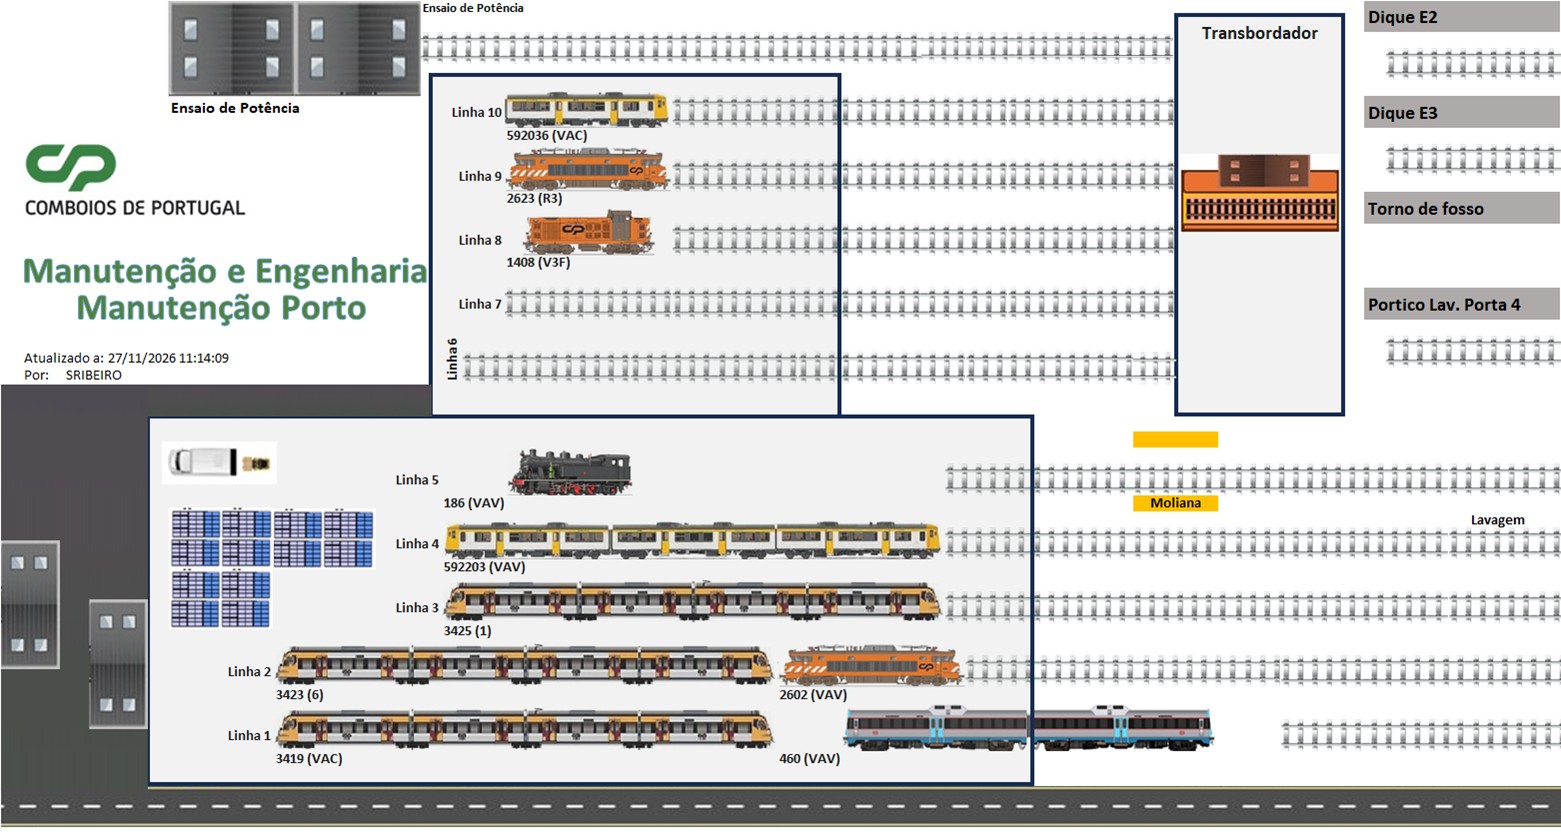 Ensaio de Potência
Ensaio de Potência
Transbordador
Dique E2
Dique E3
Torno de fosso
Portico Lav. Porta 4
CP
COMBOIOS DE PORTUGAL
Manutenção e Engenharia
Manutenção Porto
Atualizado a: 27/11/2026 11:14:09
Por: SRIBEIRO
Linha 10
592036 (VAC)
Linha 9
2623 (R3)
Linha 8
1408 (V3F)
Linha 7
Linha 6
Linha 5
186 (VAV)
Moliana
Lavagem
Linha 4
592203 (VAV)
Linha 3
3425 (1)
Linha 2
3423 (6)
2602 (VAV)
Linha 1
3419 (VAC)
460 (VAV)